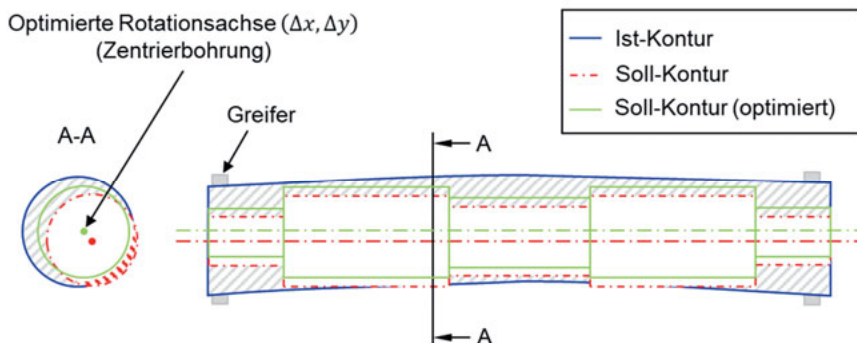 Optimierte Rotationsachse (Δx, Δy)
(Zentrierbohrung)
Ist-Kontur
Soll-Kontur
Soll-Kontur (optimiert)
Greifer
A-A
A
A